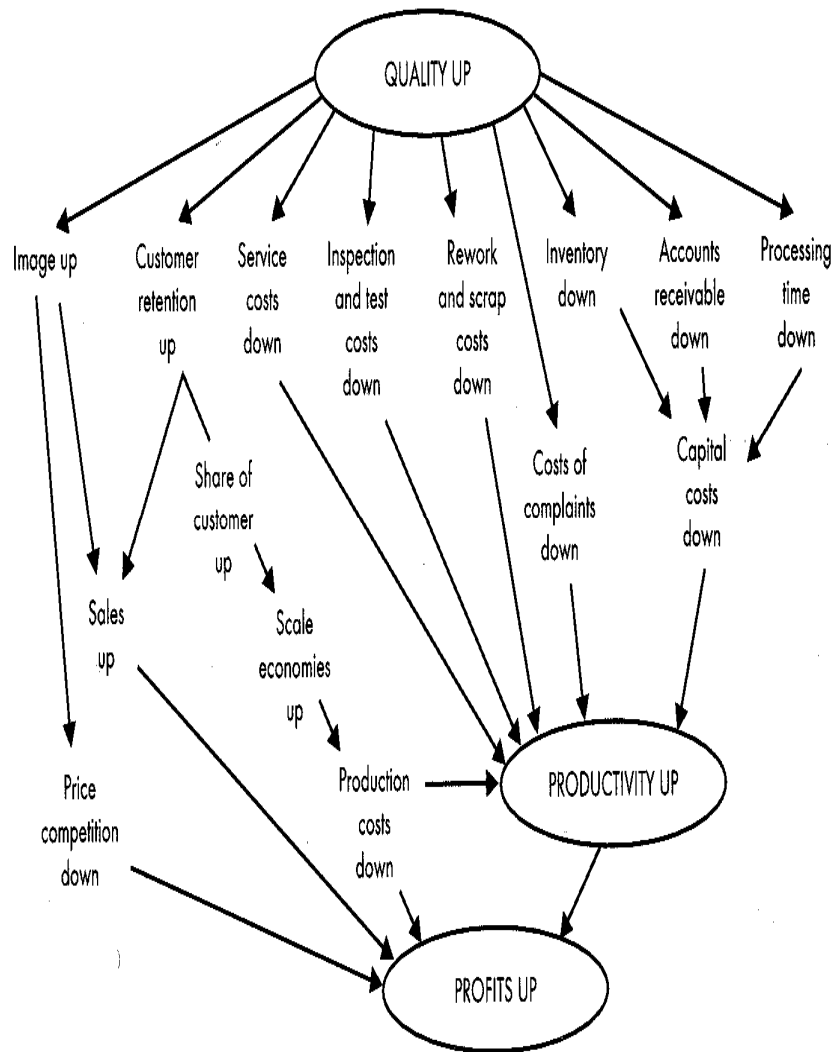 QUALITY UP
Image up
Customer
retention
up
Service
costs
down
Inspection
and test
costs
down
Rework
and scrap
costs
down
Inventory
down
Accounts
receivable
down
Processing
time
down
Share of
customer
up
Costs of
complaints
down
Capital
costs
down
Sales
up
Scale
economies
up
Price
competition
down
Production
costs
down
PRODUCTIVITY UP
PROFITS UP